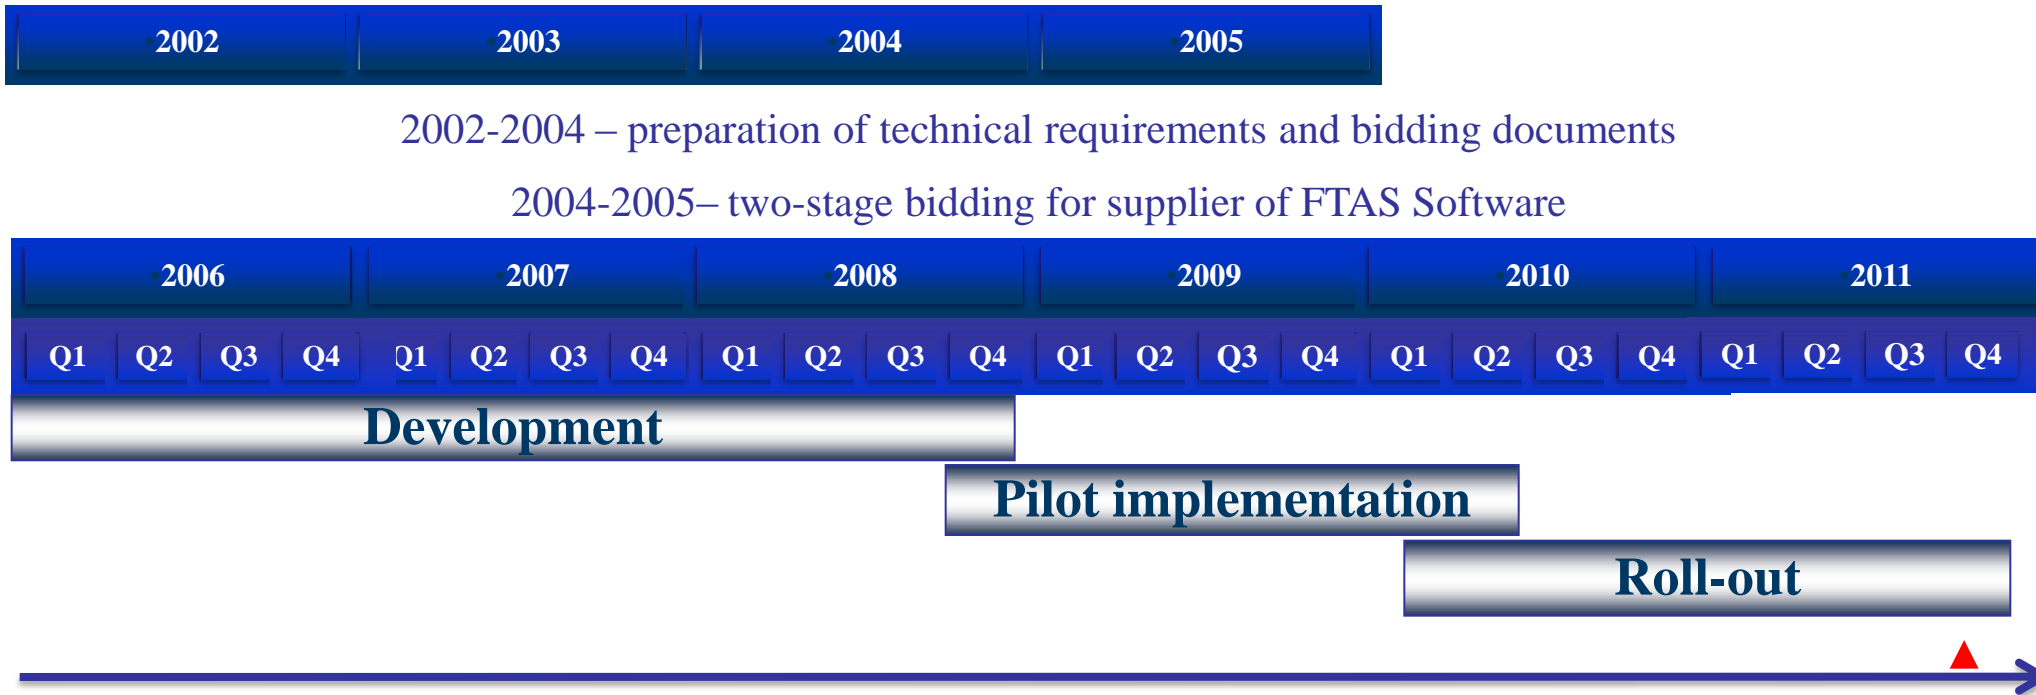 •2002 •2003 •2004 •2005
2002-2004 – preparation of technical requirements and bidding documents
2004-2005– two-stage bidding for supplier of FTAS Software
•2006 •2007 •2008 •2009 •2010 •2011
Q1 Q2 Q3 Q4 Q1 Q2 Q3 Q4 Q1 Q2 Q3 Q4 Q1 Q2 Q3 Q4 Q1 Q2 Q3 Q4 Q1 Q2 Q3 Q4
Development
Pilot implementation
Roll-out